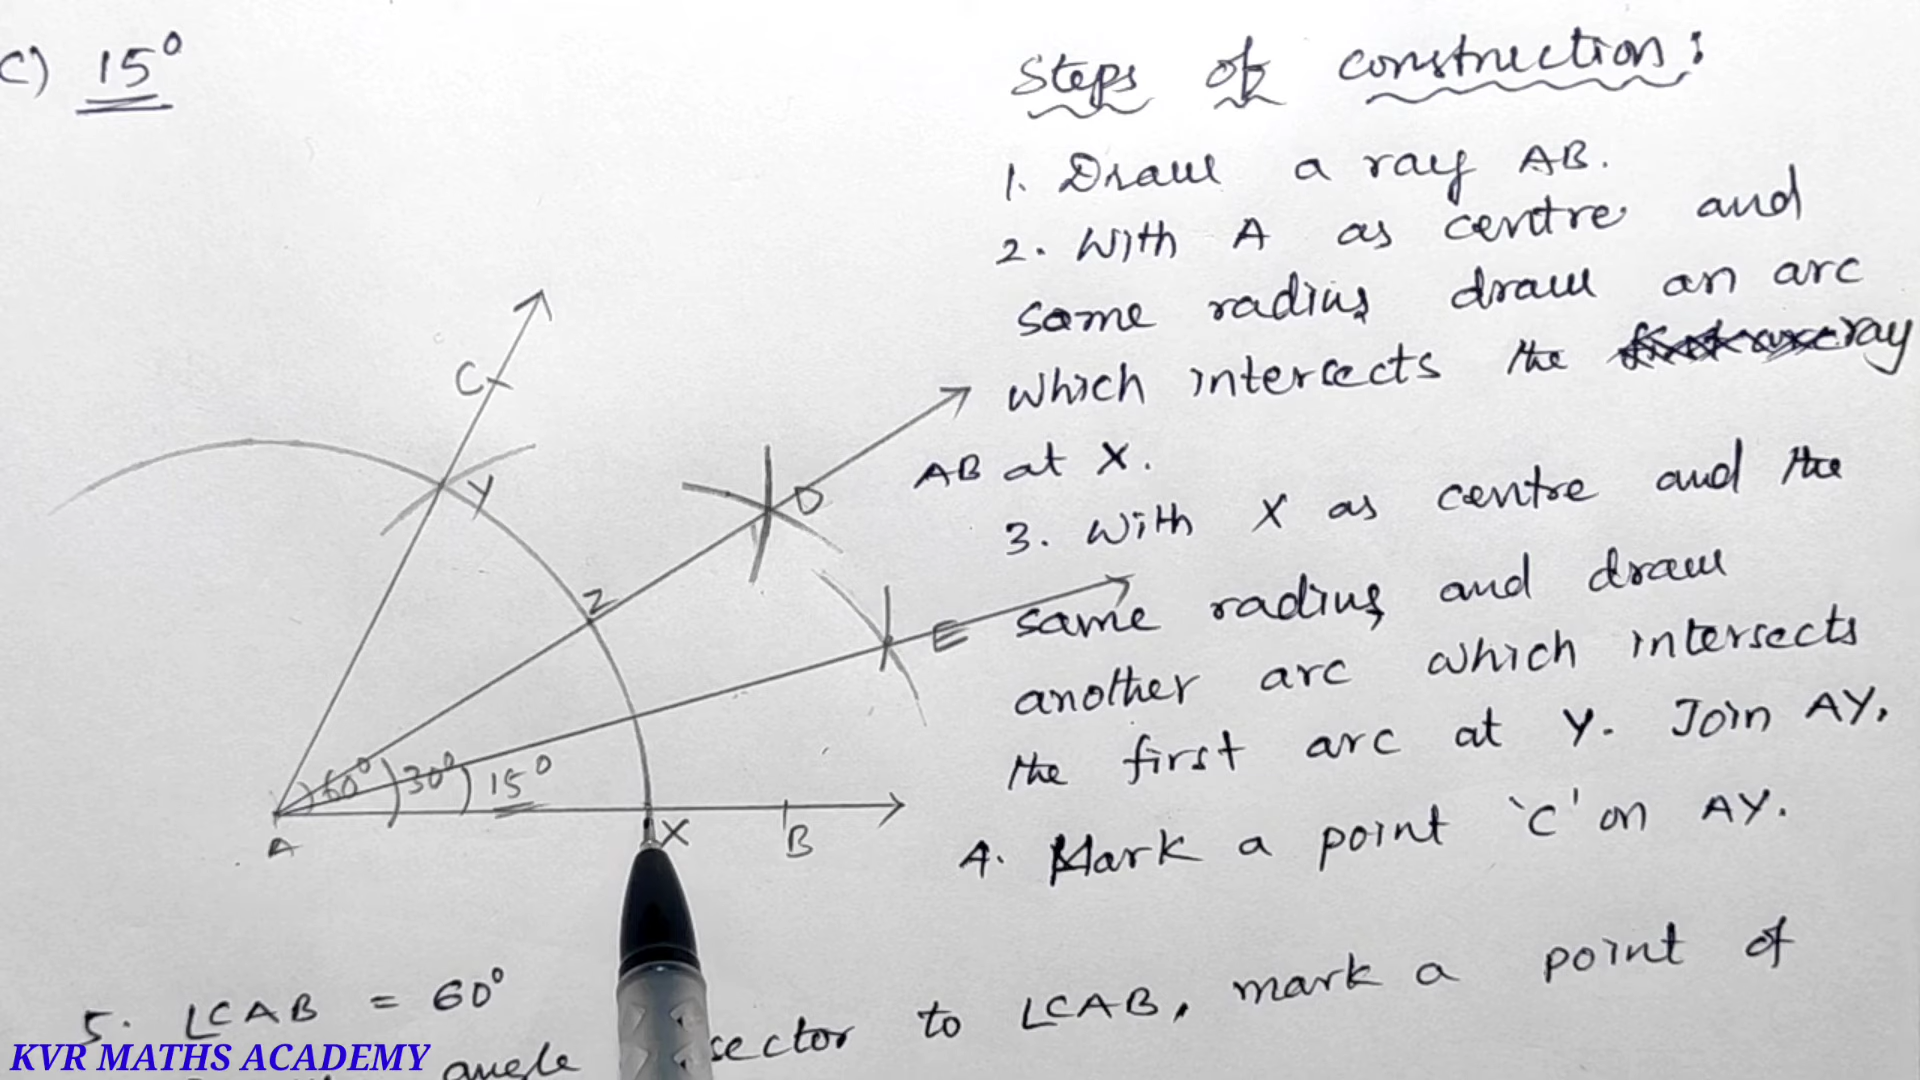 C) 15°
Steps of construction:
1. Draw a ray AB.
2. With A as centre and
same radius draw an arc
which intersects the ray
AB at X.
3. With X as centre and the
same radius and draw
another arc which intersects
the first arc at Y. Join AY.
4. Mark a point 'C' on AY.
C
Y
D
Z
E
60° 30° 15°
A X B
5. ∠CAB = 60°
angle sector to ∠CAB, mark a point of
KVR MATHS ACADEMY